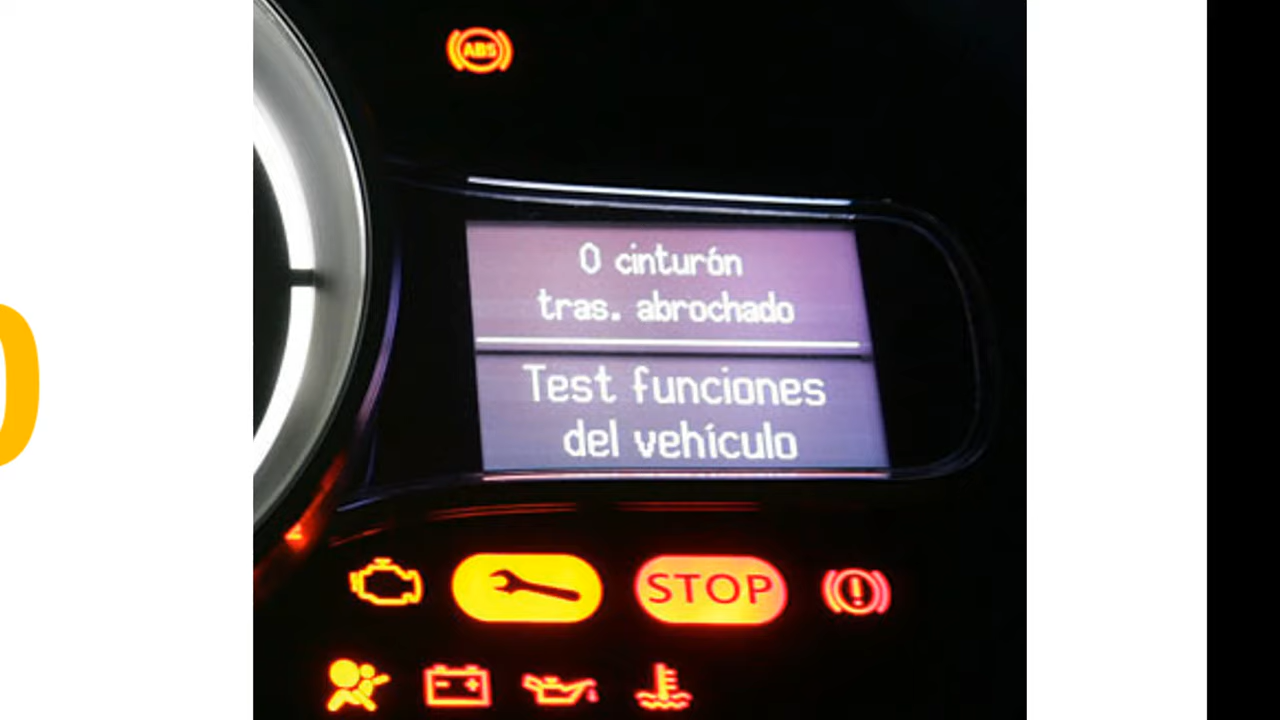 ABS
0 cinturón
tras. abrochado
Test funciones
del vehículo
STOP